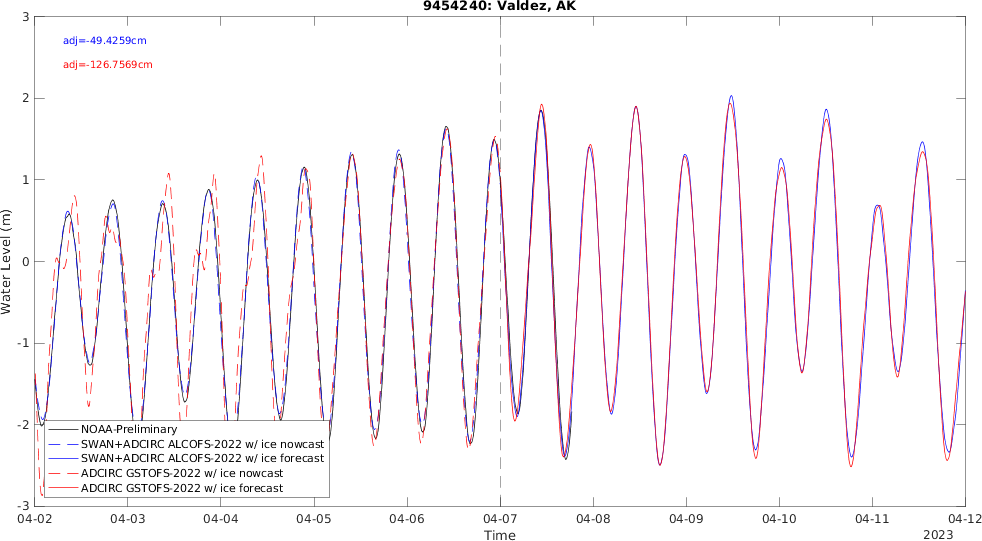 9454240: Valdez, AK
adj=-49.4259cm
adj=-126.7569cm
3
2
1
0
-1
-2
-3
Water Level (m)
NOAA-Preliminary
SWAN+ADCIRC ALCOFS-2022 w/ ice nowcast
SWAN+ADCIRC ALCOFS-2022 w/ ice forecast
ADCIRC GSTOFS-2022 w/ ice nowcast
ADCIRC GSTOFS-2022 w/ ice forecast
04-02 04-03 04-04 04-05 04-06 04-07 04-08 04-09 04-10 04-11 04-12
Time
2023